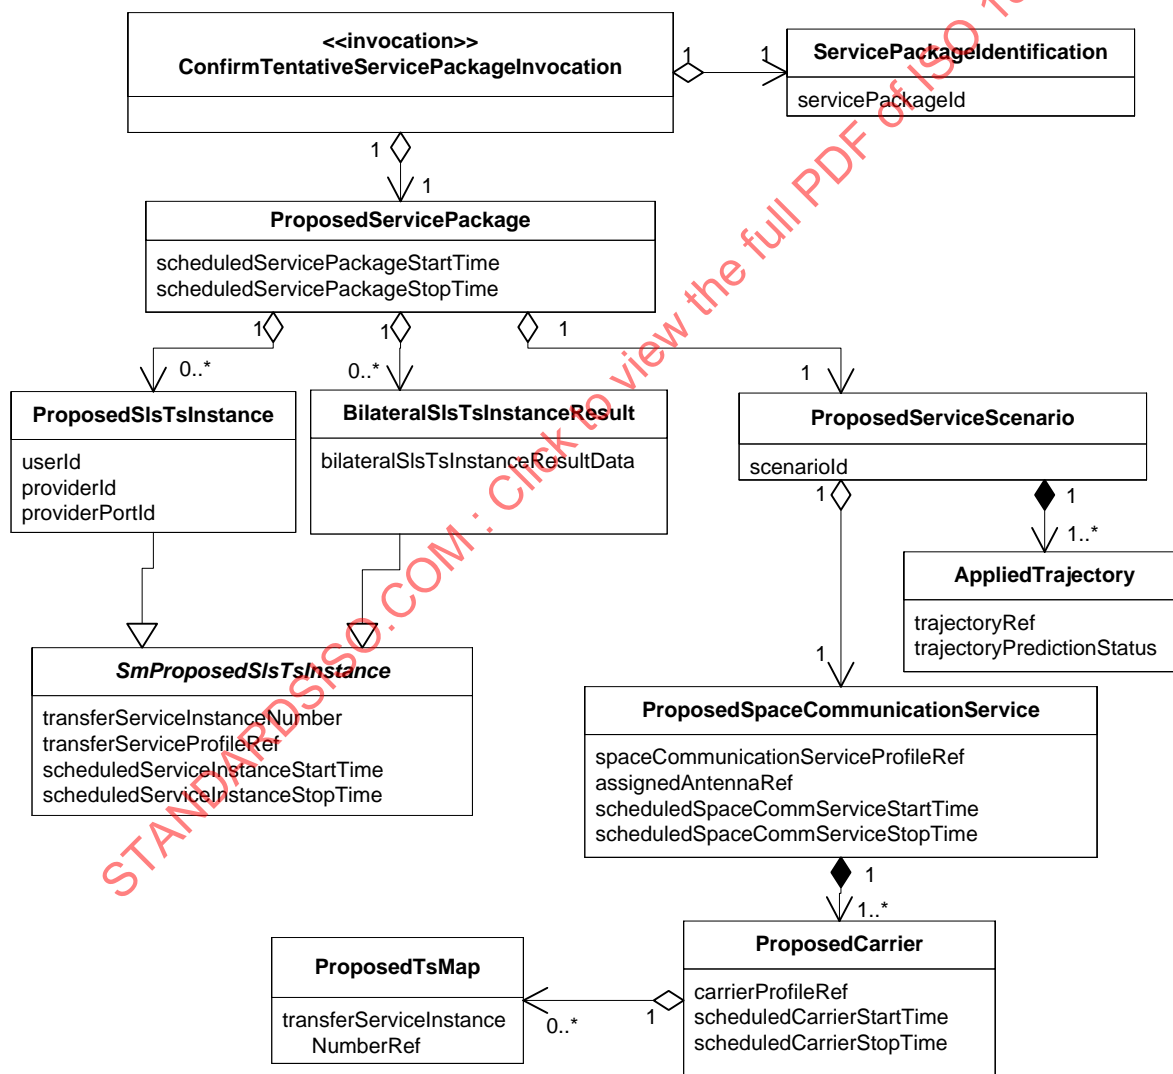 <<invocation>>
ConfirmTentativeServicePackageInvocation
1
1
ServicePackageIdentification
servicePackageId
1
1
ProposedServicePackage
scheduledServicePackageStartTime
scheduledServicePackageStopTime
1
1
1
0..*
0..*
1
ProposedSlsTsInstance
userId
providerId
providerPortId
BilateralSlsTsInstanceResult
bilateralSlsTsInstanceResultData
ProposedServiceScenario
scenarioId
1
1
1..*
1
AppliedTrajectory
trajectoryRef
trajectoryPredictionStatus
SmProposedSlsTsInstance
transferServiceInstanceNumber
transferServiceProfileRef
scheduledServiceInstanceStartTime
scheduledServiceInstanceStopTime
ProposedSpaceCommunicationService
spaceCommunicationServiceProfileRef
assignedAntennaRef
scheduledSpaceCommServiceStartTime
scheduledSpaceCommServiceStopTime
1
1..*
ProposedCarrier
carrierProfileRef
scheduledCarrierStartTime
scheduledCarrierStopTime
1
0..*
ProposedTsMap
transferServiceInstance
NumberRef
STANDARDSISO.COM : Click to view the full PDF of ISO